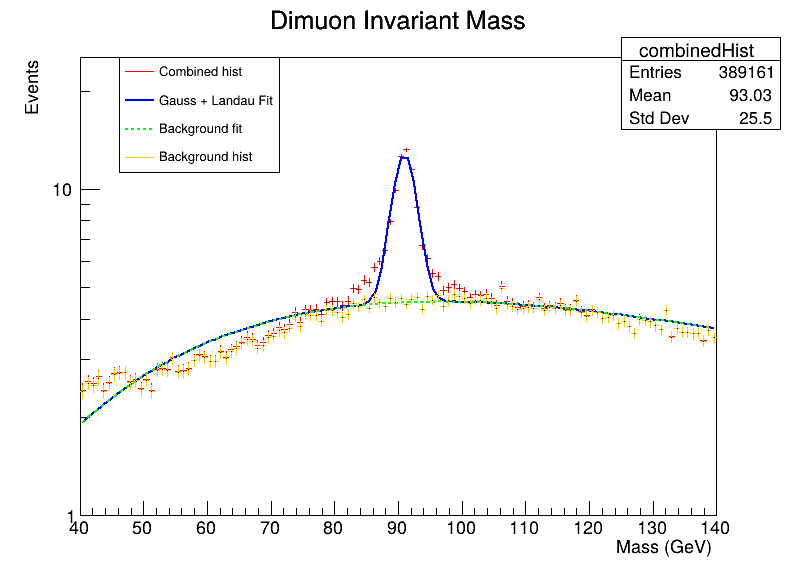 Dimuon Invariant Mass
combinedHist
Entries 389161
Mean 93.03
Std Dev 25.5
Combined hist
Gauss + Landau Fit
Background fit
Background hist
Events
10
1
40 50 60 70 80 90 100 110 120 130 140
Mass (GeV)